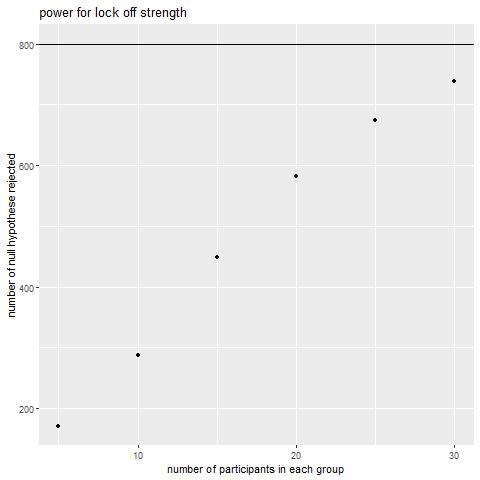 power for lock off strength
800
600
400
200
number of null hypothese rejected
10
20
30
number of participants in each group